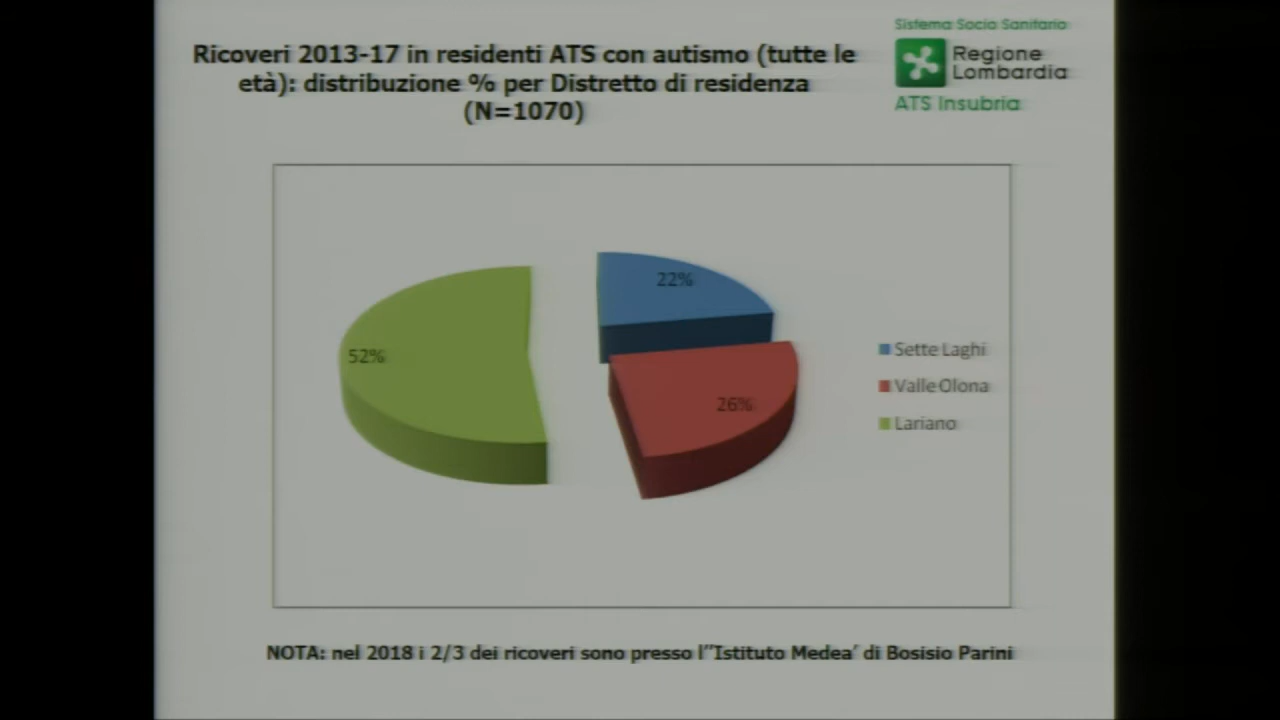 Ricoveri 2013-17 in residenti ATS con autismo (tutte le
età): distribuzione % per Distretto di residenza
(N=1070)
Sistema Socio Sanitario
Regione
Lombardia
ATS Insubria
22%
52%
26%
Sette Laghi
Valle Olona
Lariano
NOTA: nel 2018 i 2/3 dei ricoveri sono presso l''Istituto Medea' di Bosisio Parini